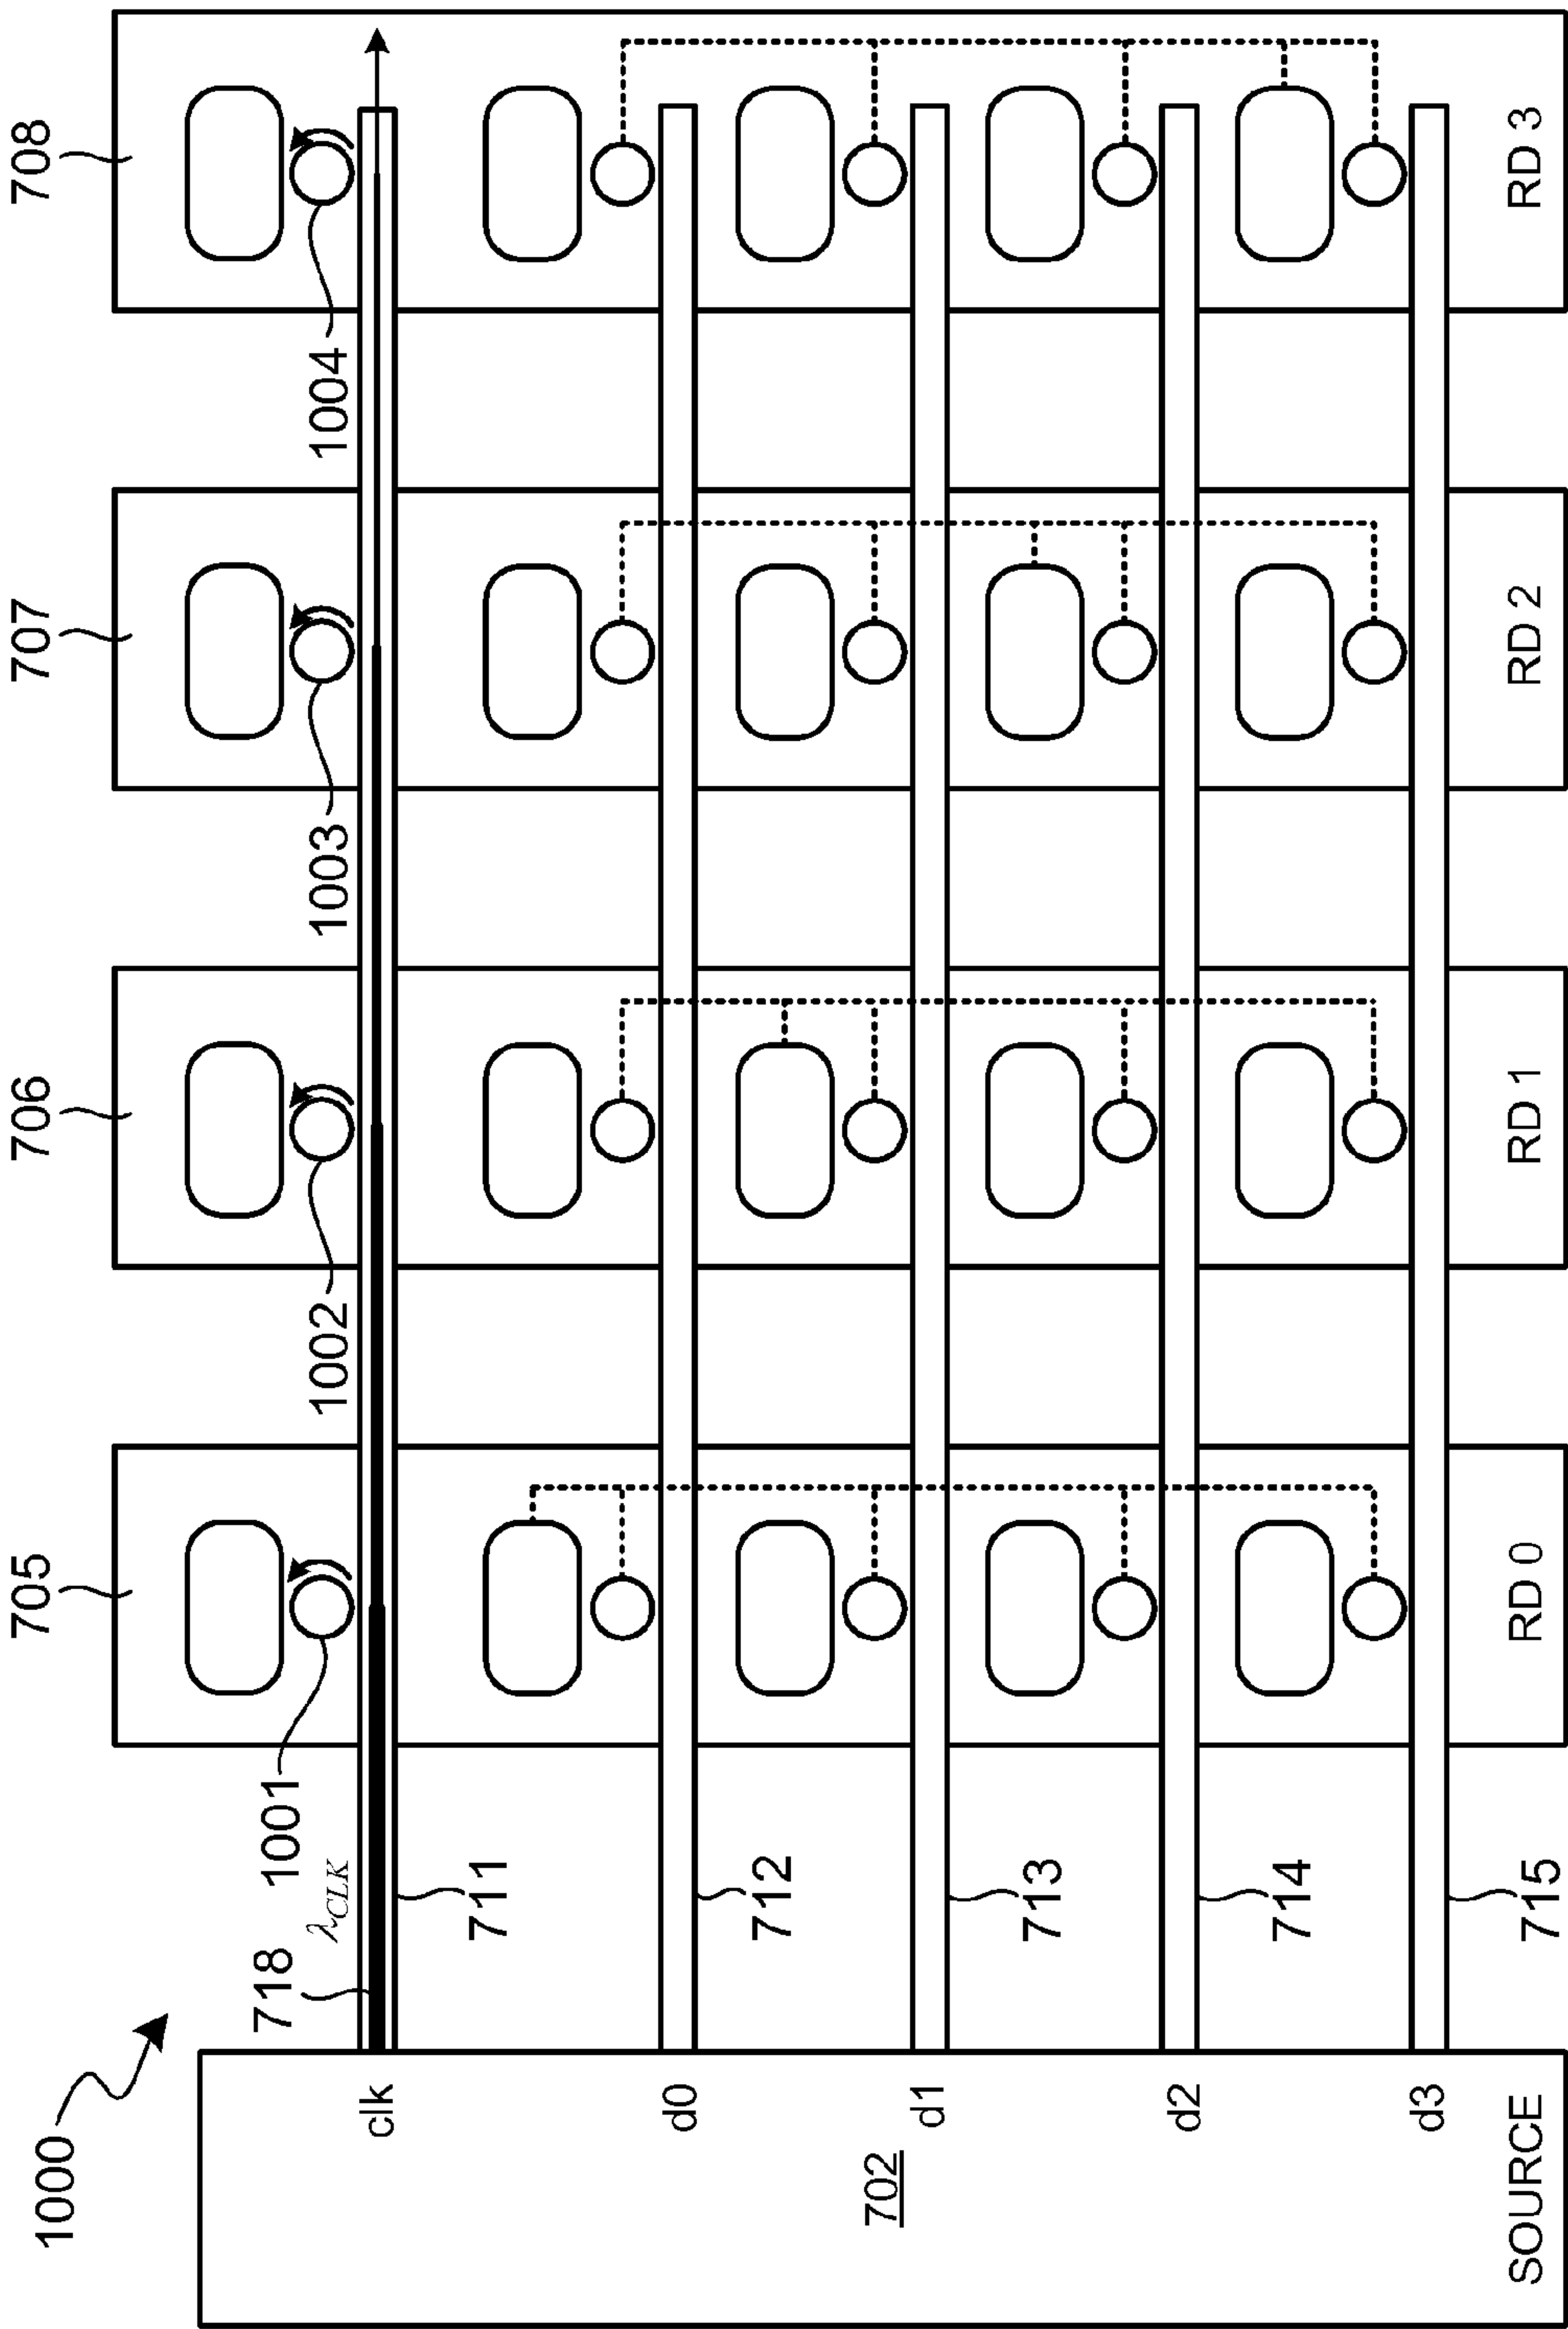 1000
705
706
707
708
718
λCLK
1001
1002
1003
1004
clk
711
d0
712
702
d1
713
d2
714
d3
715
SOURCE
RD 0
RD 1
RD 2
RD 3